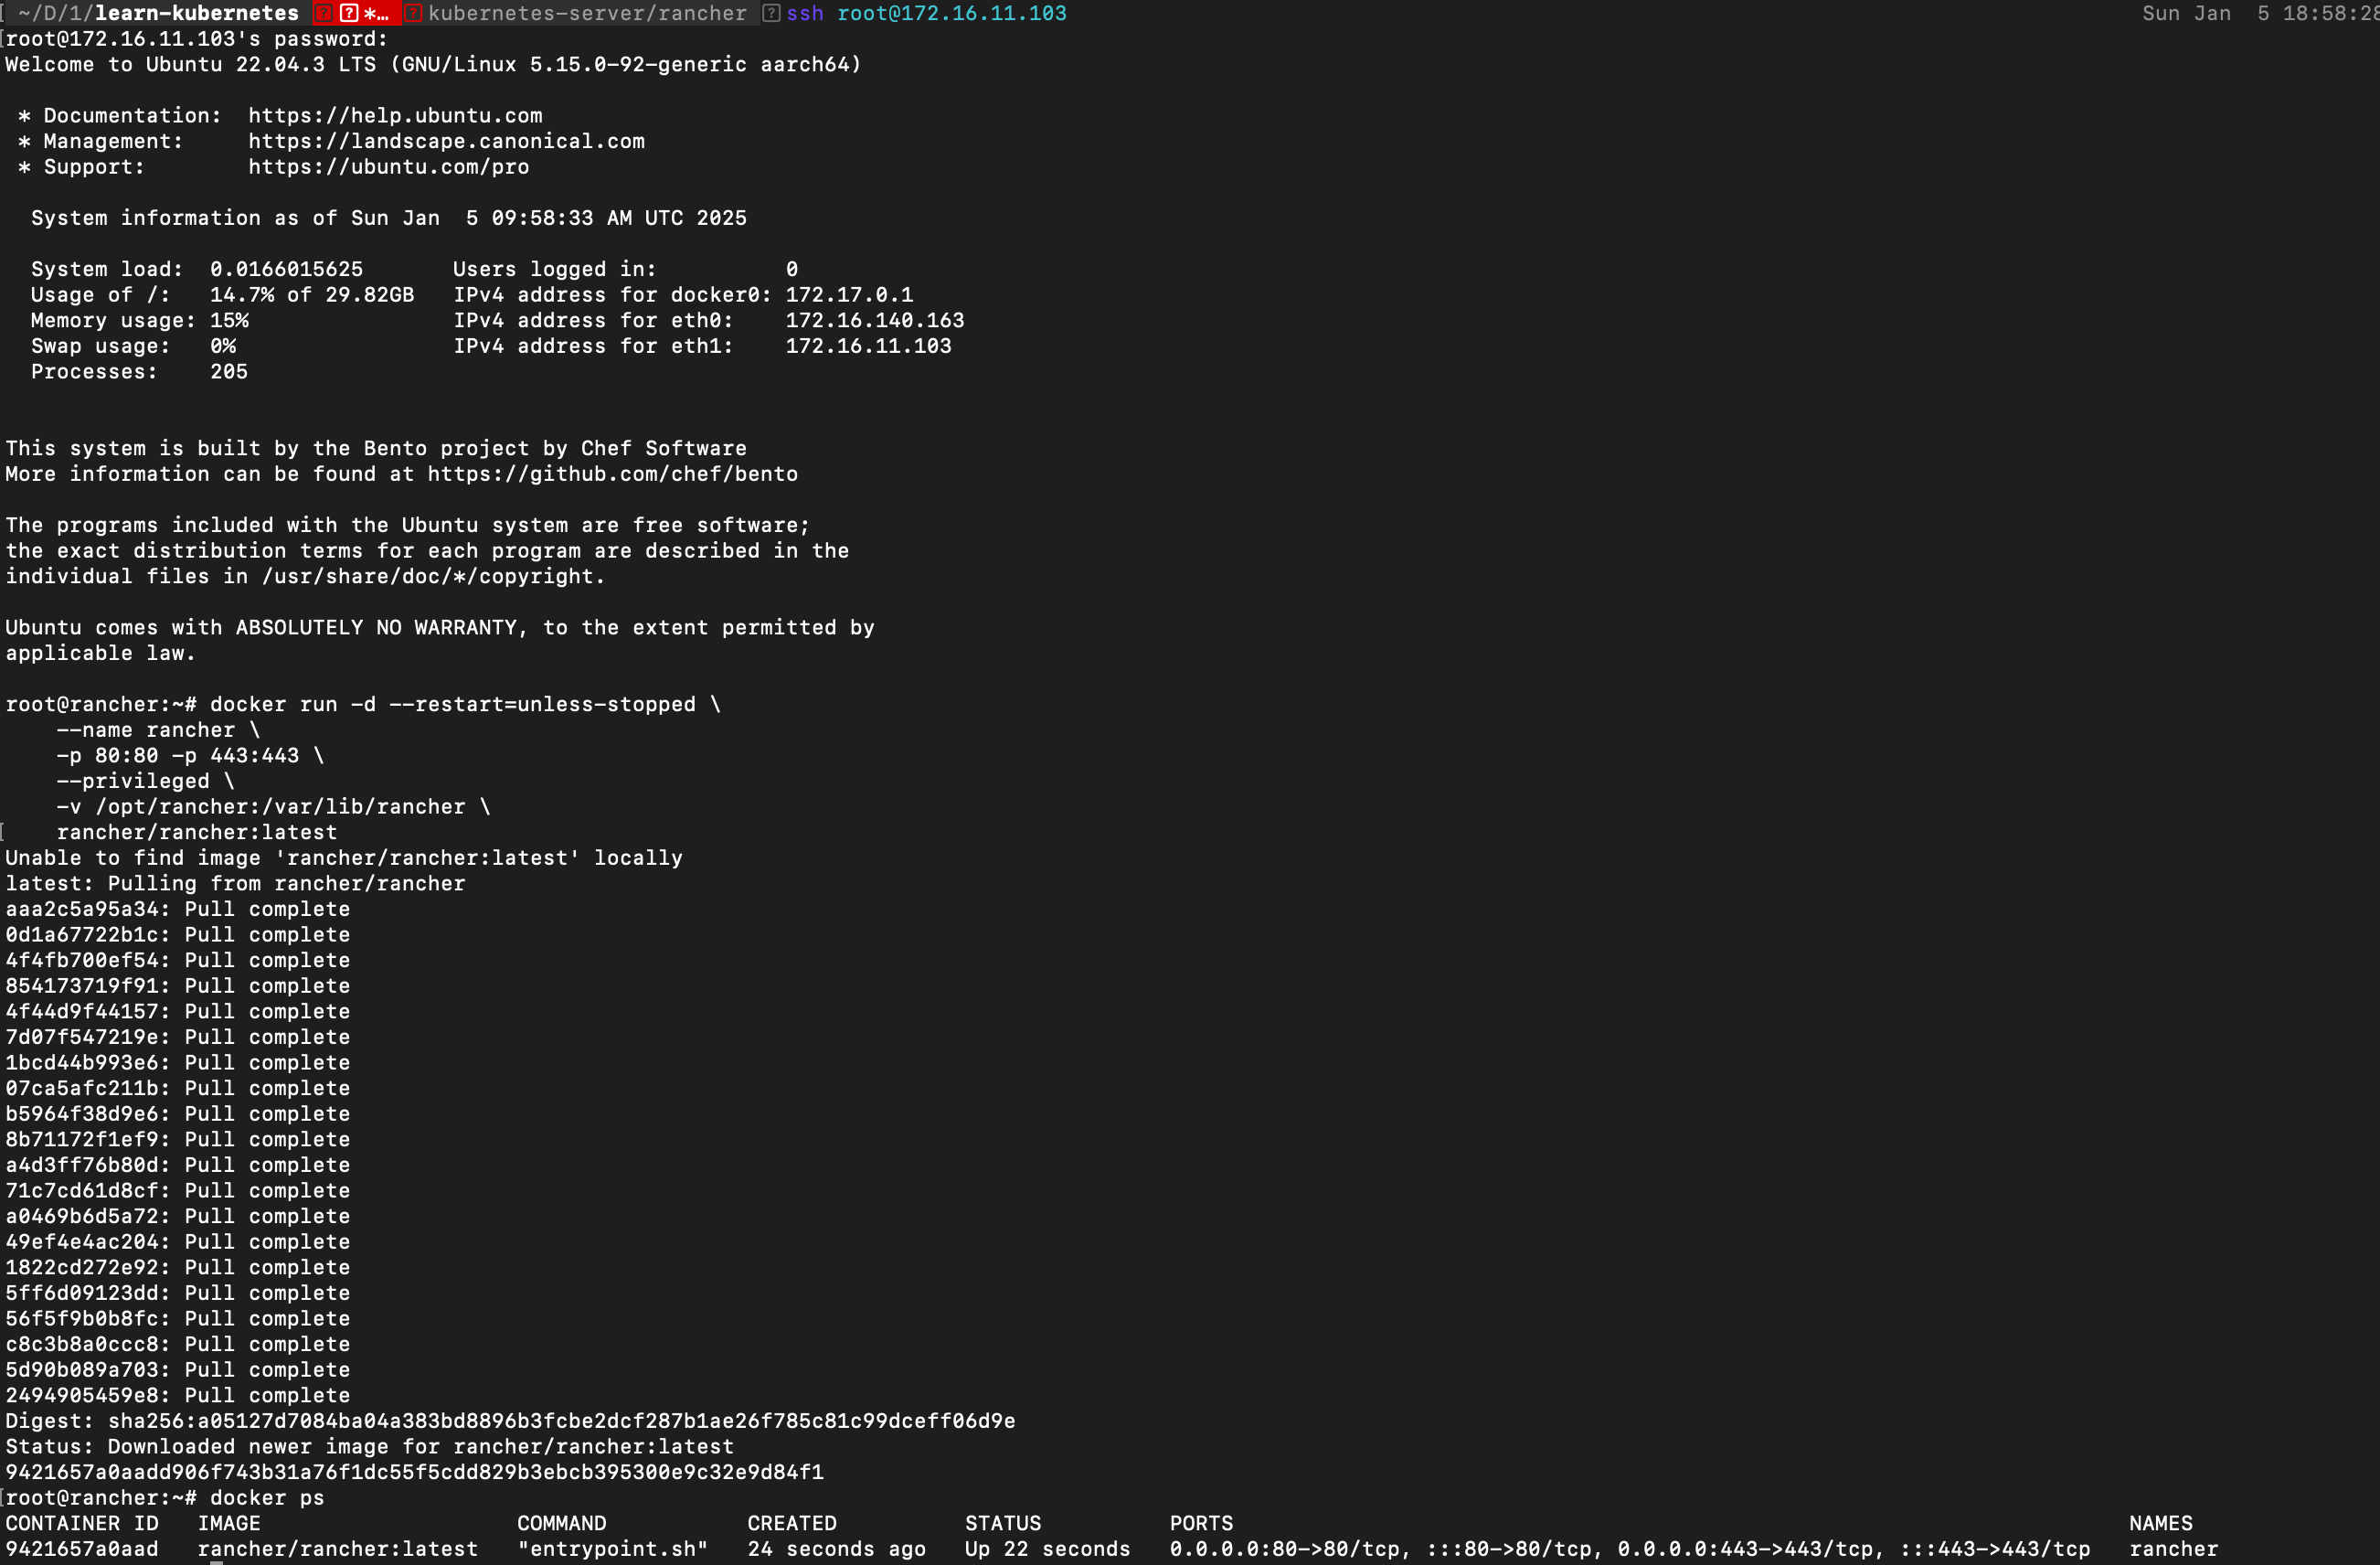 ~/D/1/learn-kubernetes ? ? *… ? kubernetes-server/rancher ? ssh root@172.16.11.103 Sun Jan  5 18:58:28
[root@172.16.11.103's password:
Welcome to Ubuntu 22.04.3 LTS (GNU/Linux 5.15.0-92-generic aarch64)

 * Documentation:  https://help.ubuntu.com
 * Management:     https://landscape.canonical.com
 * Support:        https://ubuntu.com/pro

  System information as of Sun Jan  5 09:58:33 AM UTC 2025

  System load:  0.0166015625       Users logged in:          0
  Usage of /:   14.7% of 29.82GB   IPv4 address for docker0: 172.17.0.1
  Memory usage: 15%                IPv4 address for eth0:    172.16.140.163
  Swap usage:   0%                 IPv4 address for eth1:    172.16.11.103
  Processes:    205

This system is built by the Bento project by Chef Software
More information can be found at https://github.com/chef/bento

The programs included with the Ubuntu system are free software;
the exact distribution terms for each program are described in the
individual files in /usr/share/doc/*/copyright.

Ubuntu comes with ABSOLUTELY NO WARRANTY, to the extent permitted by
applicable law.

root@rancher:~# docker run -d --restart=unless-stopped \
    --name rancher \
    -p 80:80 -p 443:443 \
    --privileged \
    -v /opt/rancher:/var/lib/rancher \
[    rancher/rancher:latest
Unable to find image 'rancher/rancher:latest' locally
latest: Pulling from rancher/rancher
aaa2c5a95a34: Pull complete
0d1a67722b1c: Pull complete
4f4fb700ef54: Pull complete
854173719f91: Pull complete
4f44d9f44157: Pull complete
7d07f547219e: Pull complete
1bcd44b993e6: Pull complete
07ca5afc211b: Pull complete
b5964f38d9e6: Pull complete
8b71172f1ef9: Pull complete
a4d3ff76b80d: Pull complete
71c7cd61d8cf: Pull complete
a0469b6d5a72: Pull complete
49ef4e4ac204: Pull complete
1822cd272e92: Pull complete
5ff6d09123dd: Pull complete
56f5f9b0b8fc: Pull complete
c8c3b8a0ccc8: Pull complete
5d90b089a703: Pull complete
2494905459e8: Pull complete
Digest: sha256:a05127d7084ba04a383bd8896b3fcbe2dcf287b1ae26f785c81c99dceff06d9e
Status: Downloaded newer image for rancher/rancher:latest
9421657a0aadd906f743b31a76f1dc55f5cdd829b3ebcb395300e9c32e9d84f1
[root@rancher:~# docker ps
CONTAINER ID   IMAGE                    COMMAND           CREATED          STATUS          PORTS                                                                      NAMES
9421657a0aad   rancher/rancher:latest   "entrypoint.sh"   24 seconds ago   Up 22 seconds   0.0.0.0:80->80/tcp, :::80->80/tcp, 0.0.0.0:443->443/tcp, :::443->443/tcp   rancher